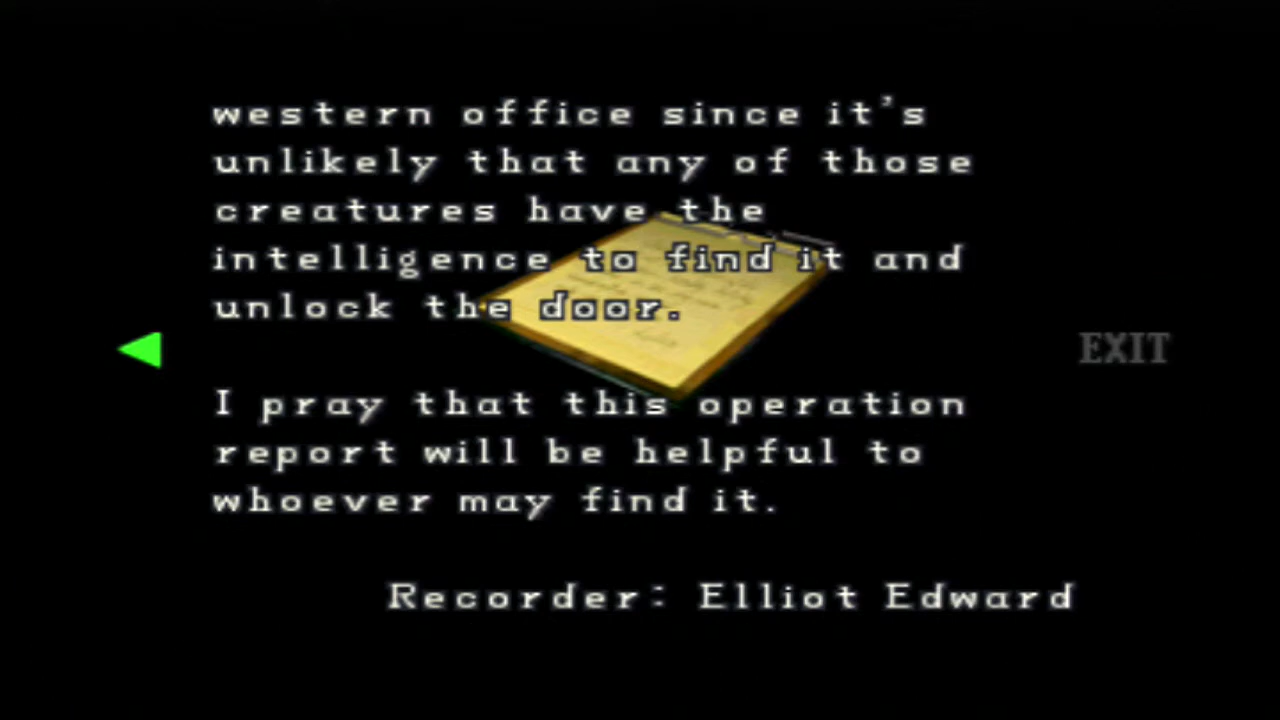 western office since it's
unlikely that any of those
creatures have the
intelligence to find it and
unlock the door.
EXIT
I pray that this operation
report will be helpful to
whoever may find it.
Recorder: Elliot Edward